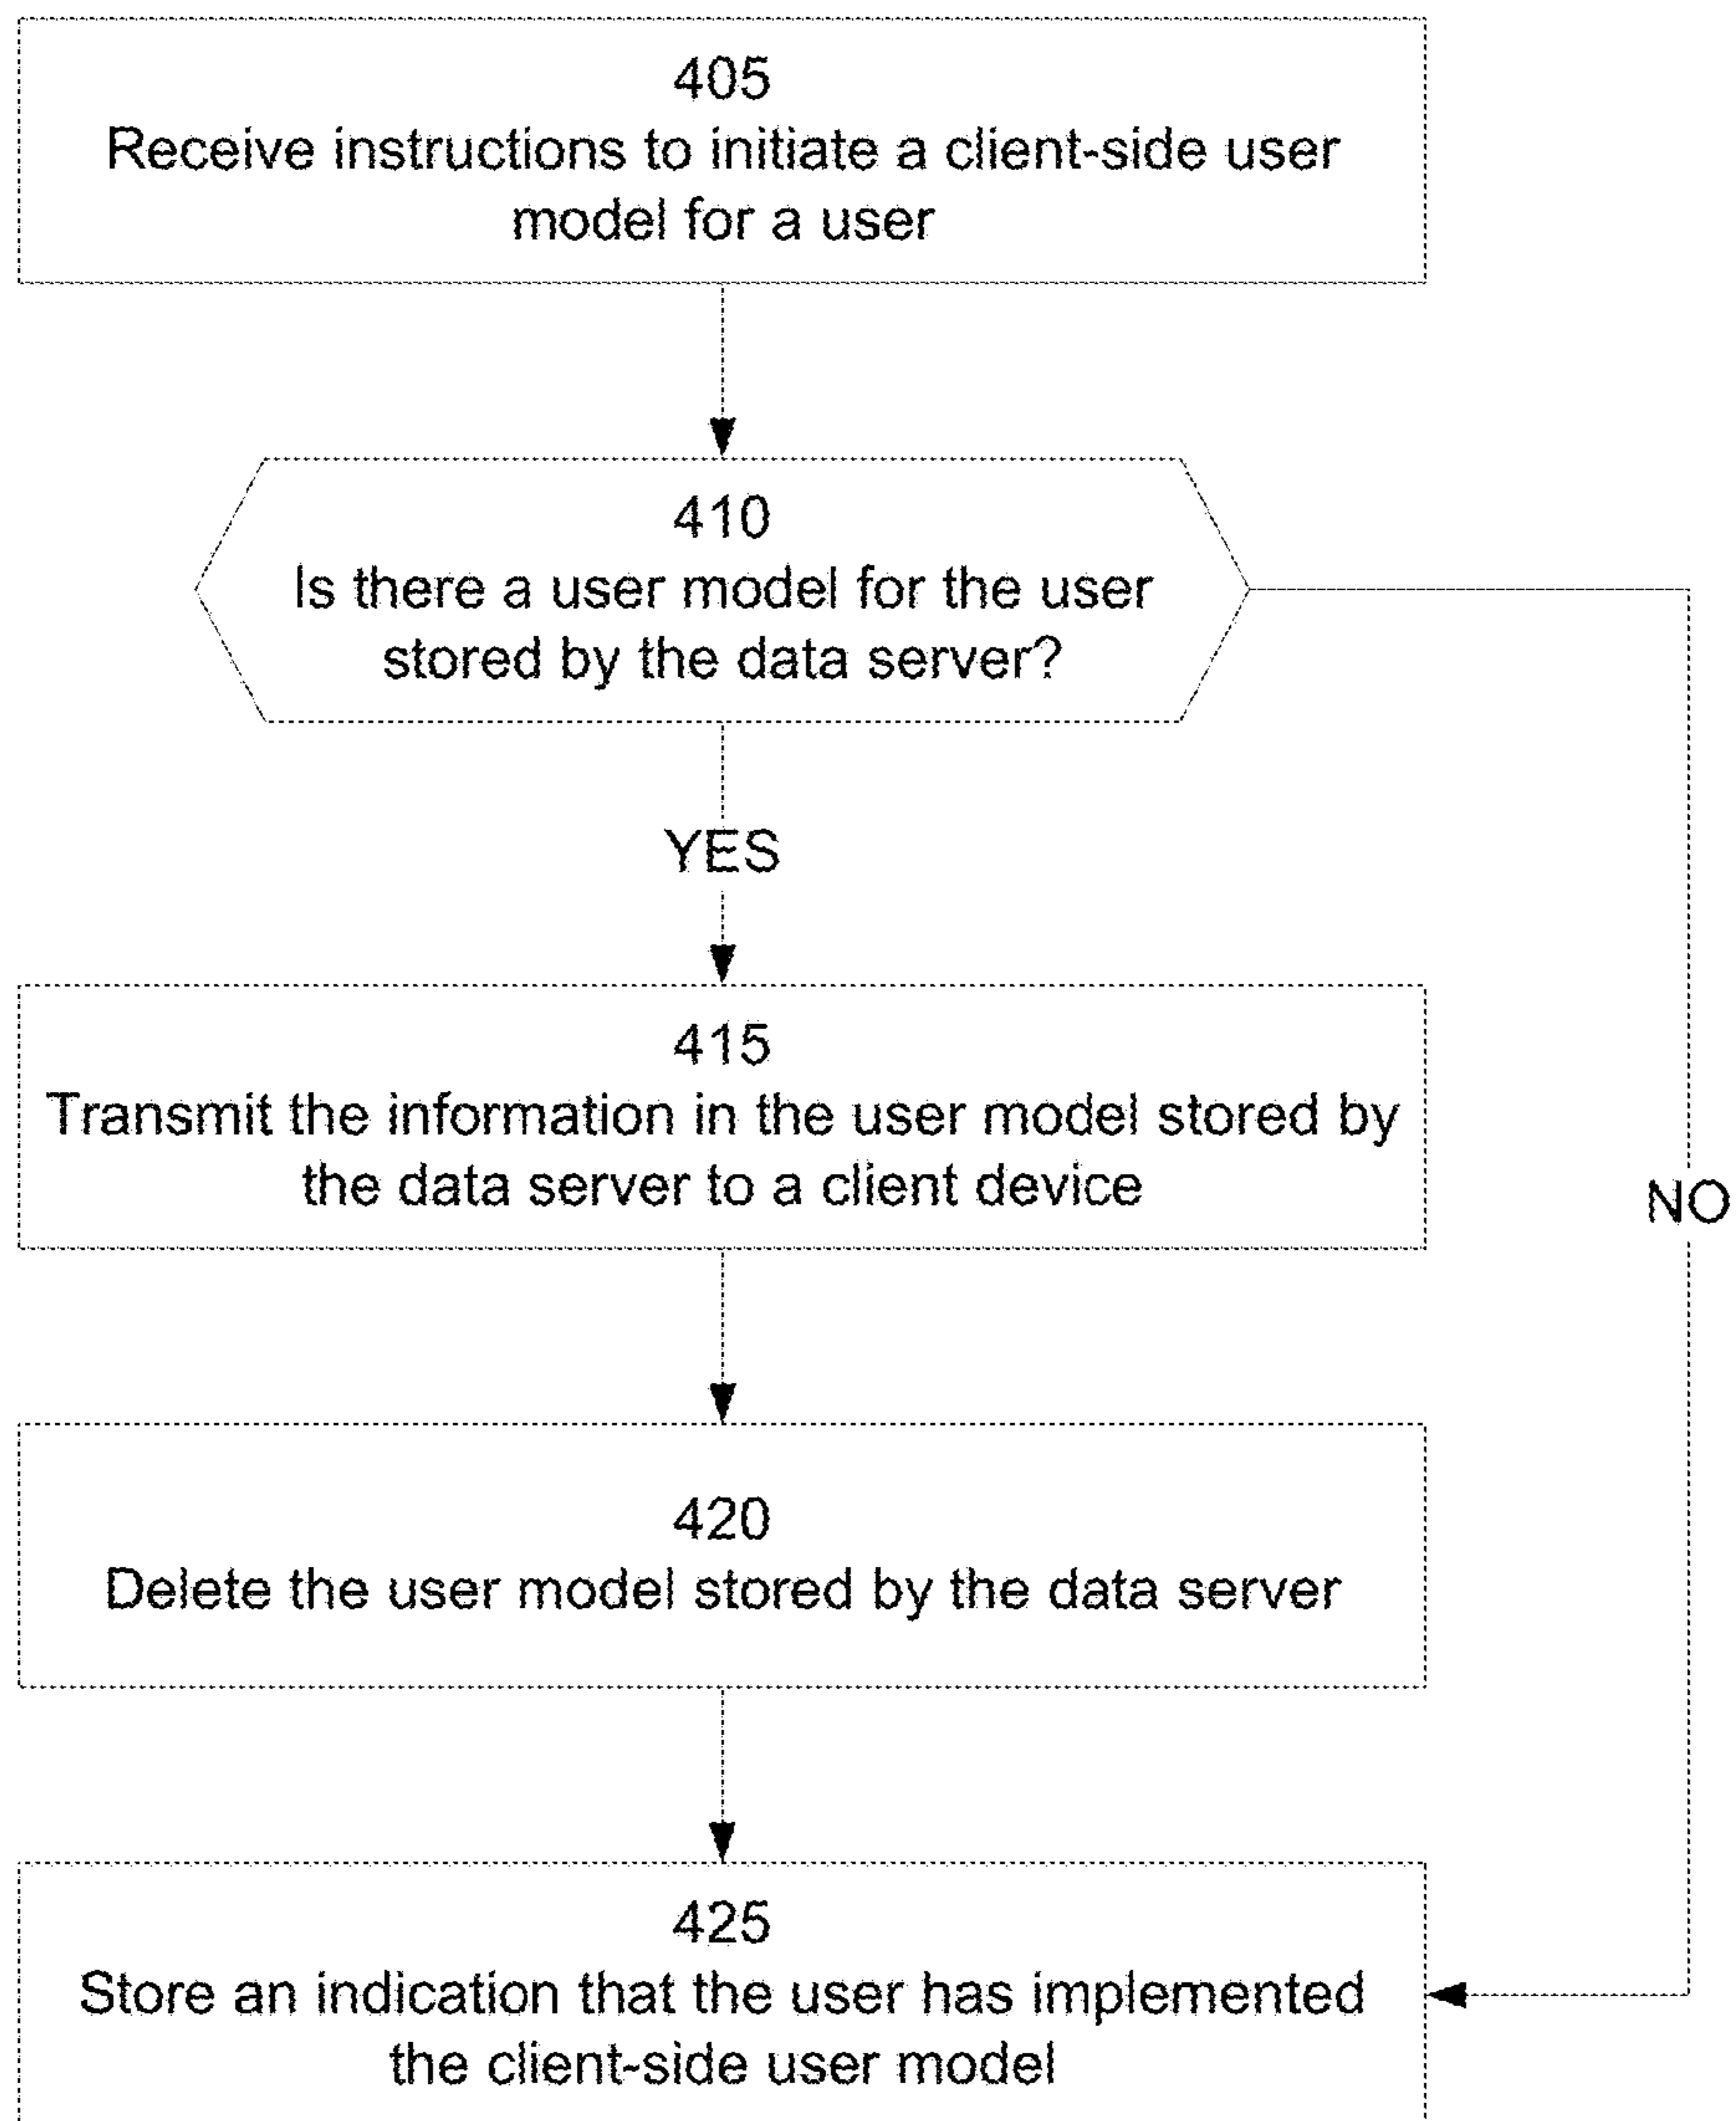 405
Receive instructions to initiate a client-side user
model for a user
410
Is there a user model for the user
stored by the data server?
YES
415
Transmit the information in the user model stored by
the data server to a client device
NO
420
Delete the user model stored by the data server
425
Store an indication that the user has implemented
the client-side user model